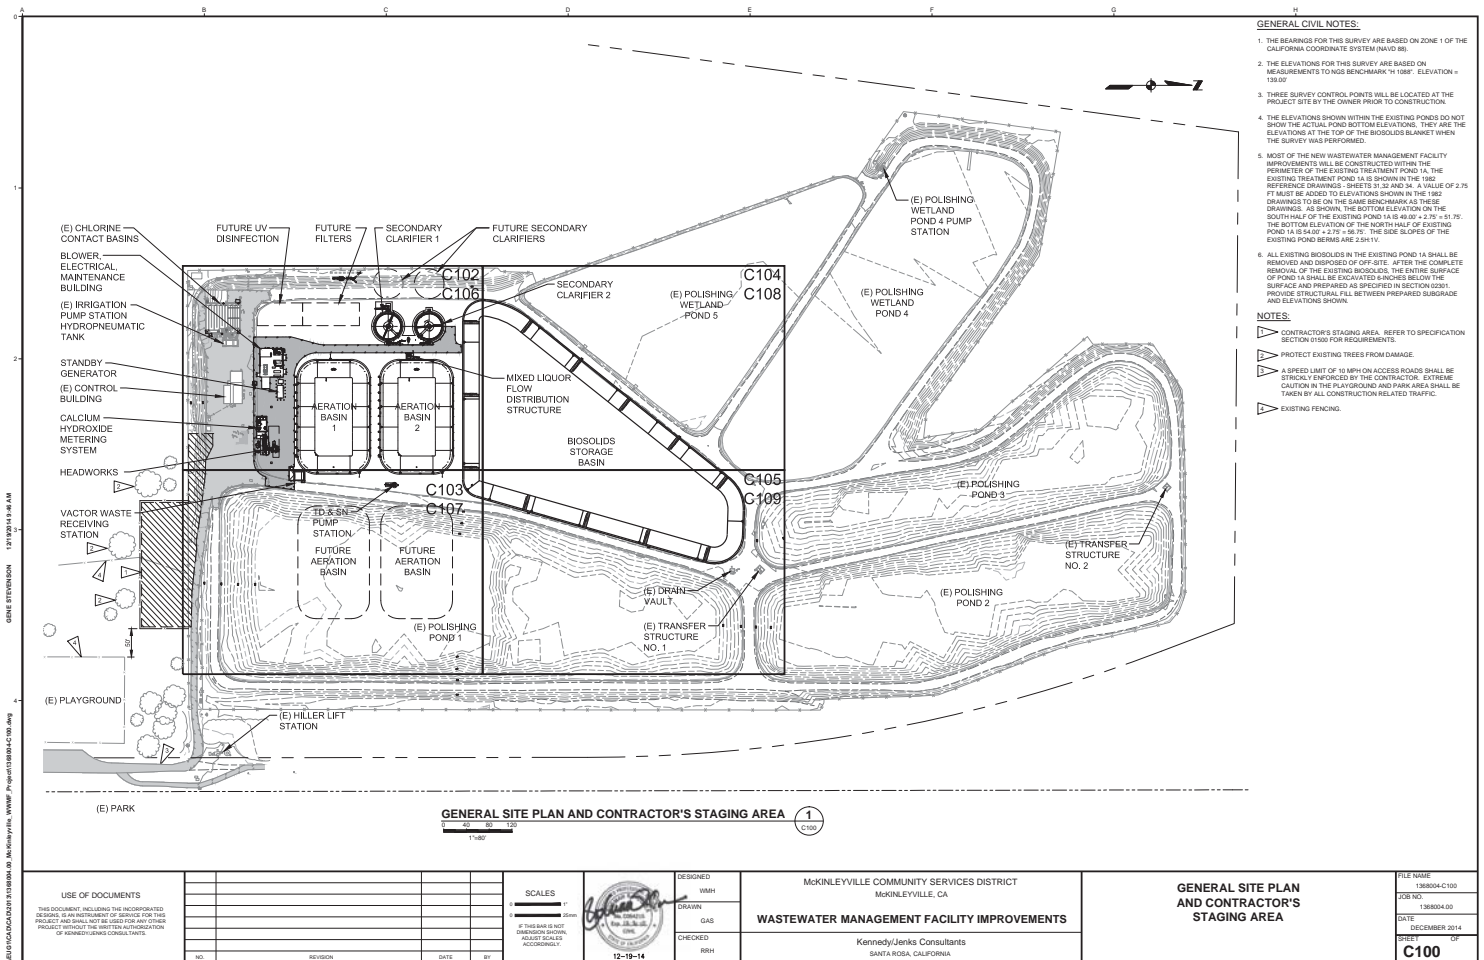 A
B
C
D
E
F
G
H
0
1
2
3
4
GENERAL CIVIL NOTES:
1. THE BEARINGS FOR THIS SURVEY ARE BASED ON ZONE 1 OF THE
CALIFORNIA COORDINATE SYSTEM (NAVD 88).
2. THE ELEVATIONS FOR THIS SURVEY ARE BASED ON
MEASUREMENTS TO NGS BENCHMARK "H 1088". ELEVATION =
139.00'
3. THREE SURVEY CONTROL POINTS WILL BE LOCATED AT THE
PROJECT SITE BY THE OWNER PRIOR TO CONSTRUCTION.
4. THE ELEVATIONS SHOWN WITHIN THE EXISTING PONDS DO NOT
SHOW THE ACTUAL POND BOTTOM ELEVATIONS, THEY ARE THE
ELEVATIONS AT THE TOP OF THE BIOSOLIDS BLANKET WHEN
THE SURVEY WAS PERFORMED.
5. MOST OF THE NEW WASTEWATER MANAGEMENT FACILITY
IMPROVEMENTS WILL BE CONSTRUCTED WITHIN THE
PERIMETER OF THE EXISTING TREATMENT POND 1A, THE
EXISTING TREATMENT POND 1A IS SHOWN IN THE 1982
REFERENCE DRAWINGS - SHEETS 31,32 AND 34. A VALUE OF 2.75
FT MUST BE ADDED TO ELEVATIONS SHOWN IN THE 1982
DRAWINGS TO BE ON THE SAME BENCHMARK AS THESE
DRAWINGS. AS SHOWN, THE BOTTOM ELEVATION ON THE
SOUTH HALF OF THE EXISTING POND 1A IS 49.00' + 2.75' = 51.75'.
THE BOTTOM ELEVATION OF THE NORTH HALF OF EXISTING
POND 1A IS 54.00' + 2.75' = 56.75'. THE SIDE SLOPES OF THE
EXISTING POND BERMS ARE 2.5H:1V.
6. ALL EXISTING BIOSOLIDS IN THE EXISTING POND 1A SHALL BE
REMOVED AND DISPOSED OF OFF-SITE. AFTER THE COMPLETE
REMOVAL OF THE EXISTING BIOSOLIDS, THE ENTIRE SURFACE
OF POND 1A SHALL BE EXCAVATED 6-INCHES BELOW THE
SURFACE AND PREPARED AS SPECIFIED IN SECTION 02301.
PROVIDE STRUCTURAL FILL BETWEEN PREPARED SUBGRADE
AND ELEVATIONS SHOWN.
NOTES:
1 CONTRACTOR'S STAGING AREA. REFER TO SPECIFICATION
SECTION 01500 FOR REQUIREMENTS.
2 PROTECT EXISTING TREES FROM DAMAGE.
3 A SPEED LIMIT OF 10 MPH ON ACCESS ROADS SHALL BE
STRICTLY ENFORCED BY THE CONTRACTOR. EXTREME
CAUTION IN THE PLAYGROUND AND PARK AREA SHALL BE
TAKEN BY ALL CONSTRUCTION RELATED TRAFFIC.
4 EXISTING FENCING.
Z
(E) POLISHING
WETLAND
POND 4 PUMP
STATION
(E) CHLORINE
CONTACT BASINS
FUTURE UV
DISINFECTION
FUTURE
FILTERS
SECONDARY
CLARIFIER 1
FUTURE SECONDARY
CLARIFIERS
BLOWER,
ELECTRICAL,
MAINTENANCE
BUILDING
C102
C106
C104
C108
SECONDARY
CLARIFIER 2
(E) POLISHING
WETLAND
POND 5
(E) POLISHING
WETLAND
POND 4
(E) IRRIGATION
PUMP STATION
HYDROPNEUMATIC
TANK
STANDBY
GENERATOR
(E) CONTROL
BUILDING
MIXED LIQUOR
FLOW
DISTRIBUTION
STRUCTURE
AERATION
BASIN
1
AERATION
BASIN
2
CALCIUM
HYDROXIDE
METERING
SYSTEM
BIOSOLIDS
STORAGE
BASIN
HEADWORKS
C103
C107
C105
C109
(E) POLISHING
POND 3
2
VACTOR WASTE
RECEIVING
STATION
TD & SN
PUMP
STATION
2
4
1
2
FUTURE
AERATION
BASIN
FUTURE
AERATION
BASIN
(E) TRANSFER
STRUCTURE
NO. 2
(E) DRAIN
VAULT
(E) POLISHING
POND 2
(E) POLISHING
POND 1
(E) TRANSFER
STRUCTURE
NO. 1
4
50'
(E) PLAYGROUND
(E) HILLER LIFT
STATION
3
(E) PARK
GENERAL SITE PLAN AND CONTRACTOR'S STAGING AREA
1
C100
0 40 80 120
1"=80'
GENE STEVENSON 12/19/2014 9:46 AM
USE OF DOCUMENTS
THIS DOCUMENT, INCLUDING THE INCORPORATED
DESIGNS, IS AN INSTRUMENT OF SERVICE FOR THIS
PROJECT AND SHALL NOT BE USED FOR ANY OTHER
PROJECT WITHOUT THE WRITTEN AUTHORIZATION
OF KENNEDY/JENKS CONSULTANTS.
NO. REVISION DATE BY
SCALES
0 1"
0 25mm
IF THIS BAR IS NOT
DIMENSION SHOWN,
ADJUST SCALES
ACCORDINGLY.
CIVIL
12-19-14
DESIGNED
WMH
DRAWN
GAS
CHECKED
RRH
McKINLEYVILLE COMMUNITY SERVICES DISTRICT
McKINLEYVILLE, CA
WASTEWATER MANAGEMENT FACILITY IMPROVEMENTS
Kennedy/Jenks Consultants
SANTA ROSA, CALIFORNIA
GENERAL SITE PLAN
AND CONTRACTOR'S
STAGING AREA
FILE NAME
1368004-C100
JOB NO.
1368004.00
DATE
DECEMBER 2014
SHEET OF
C100